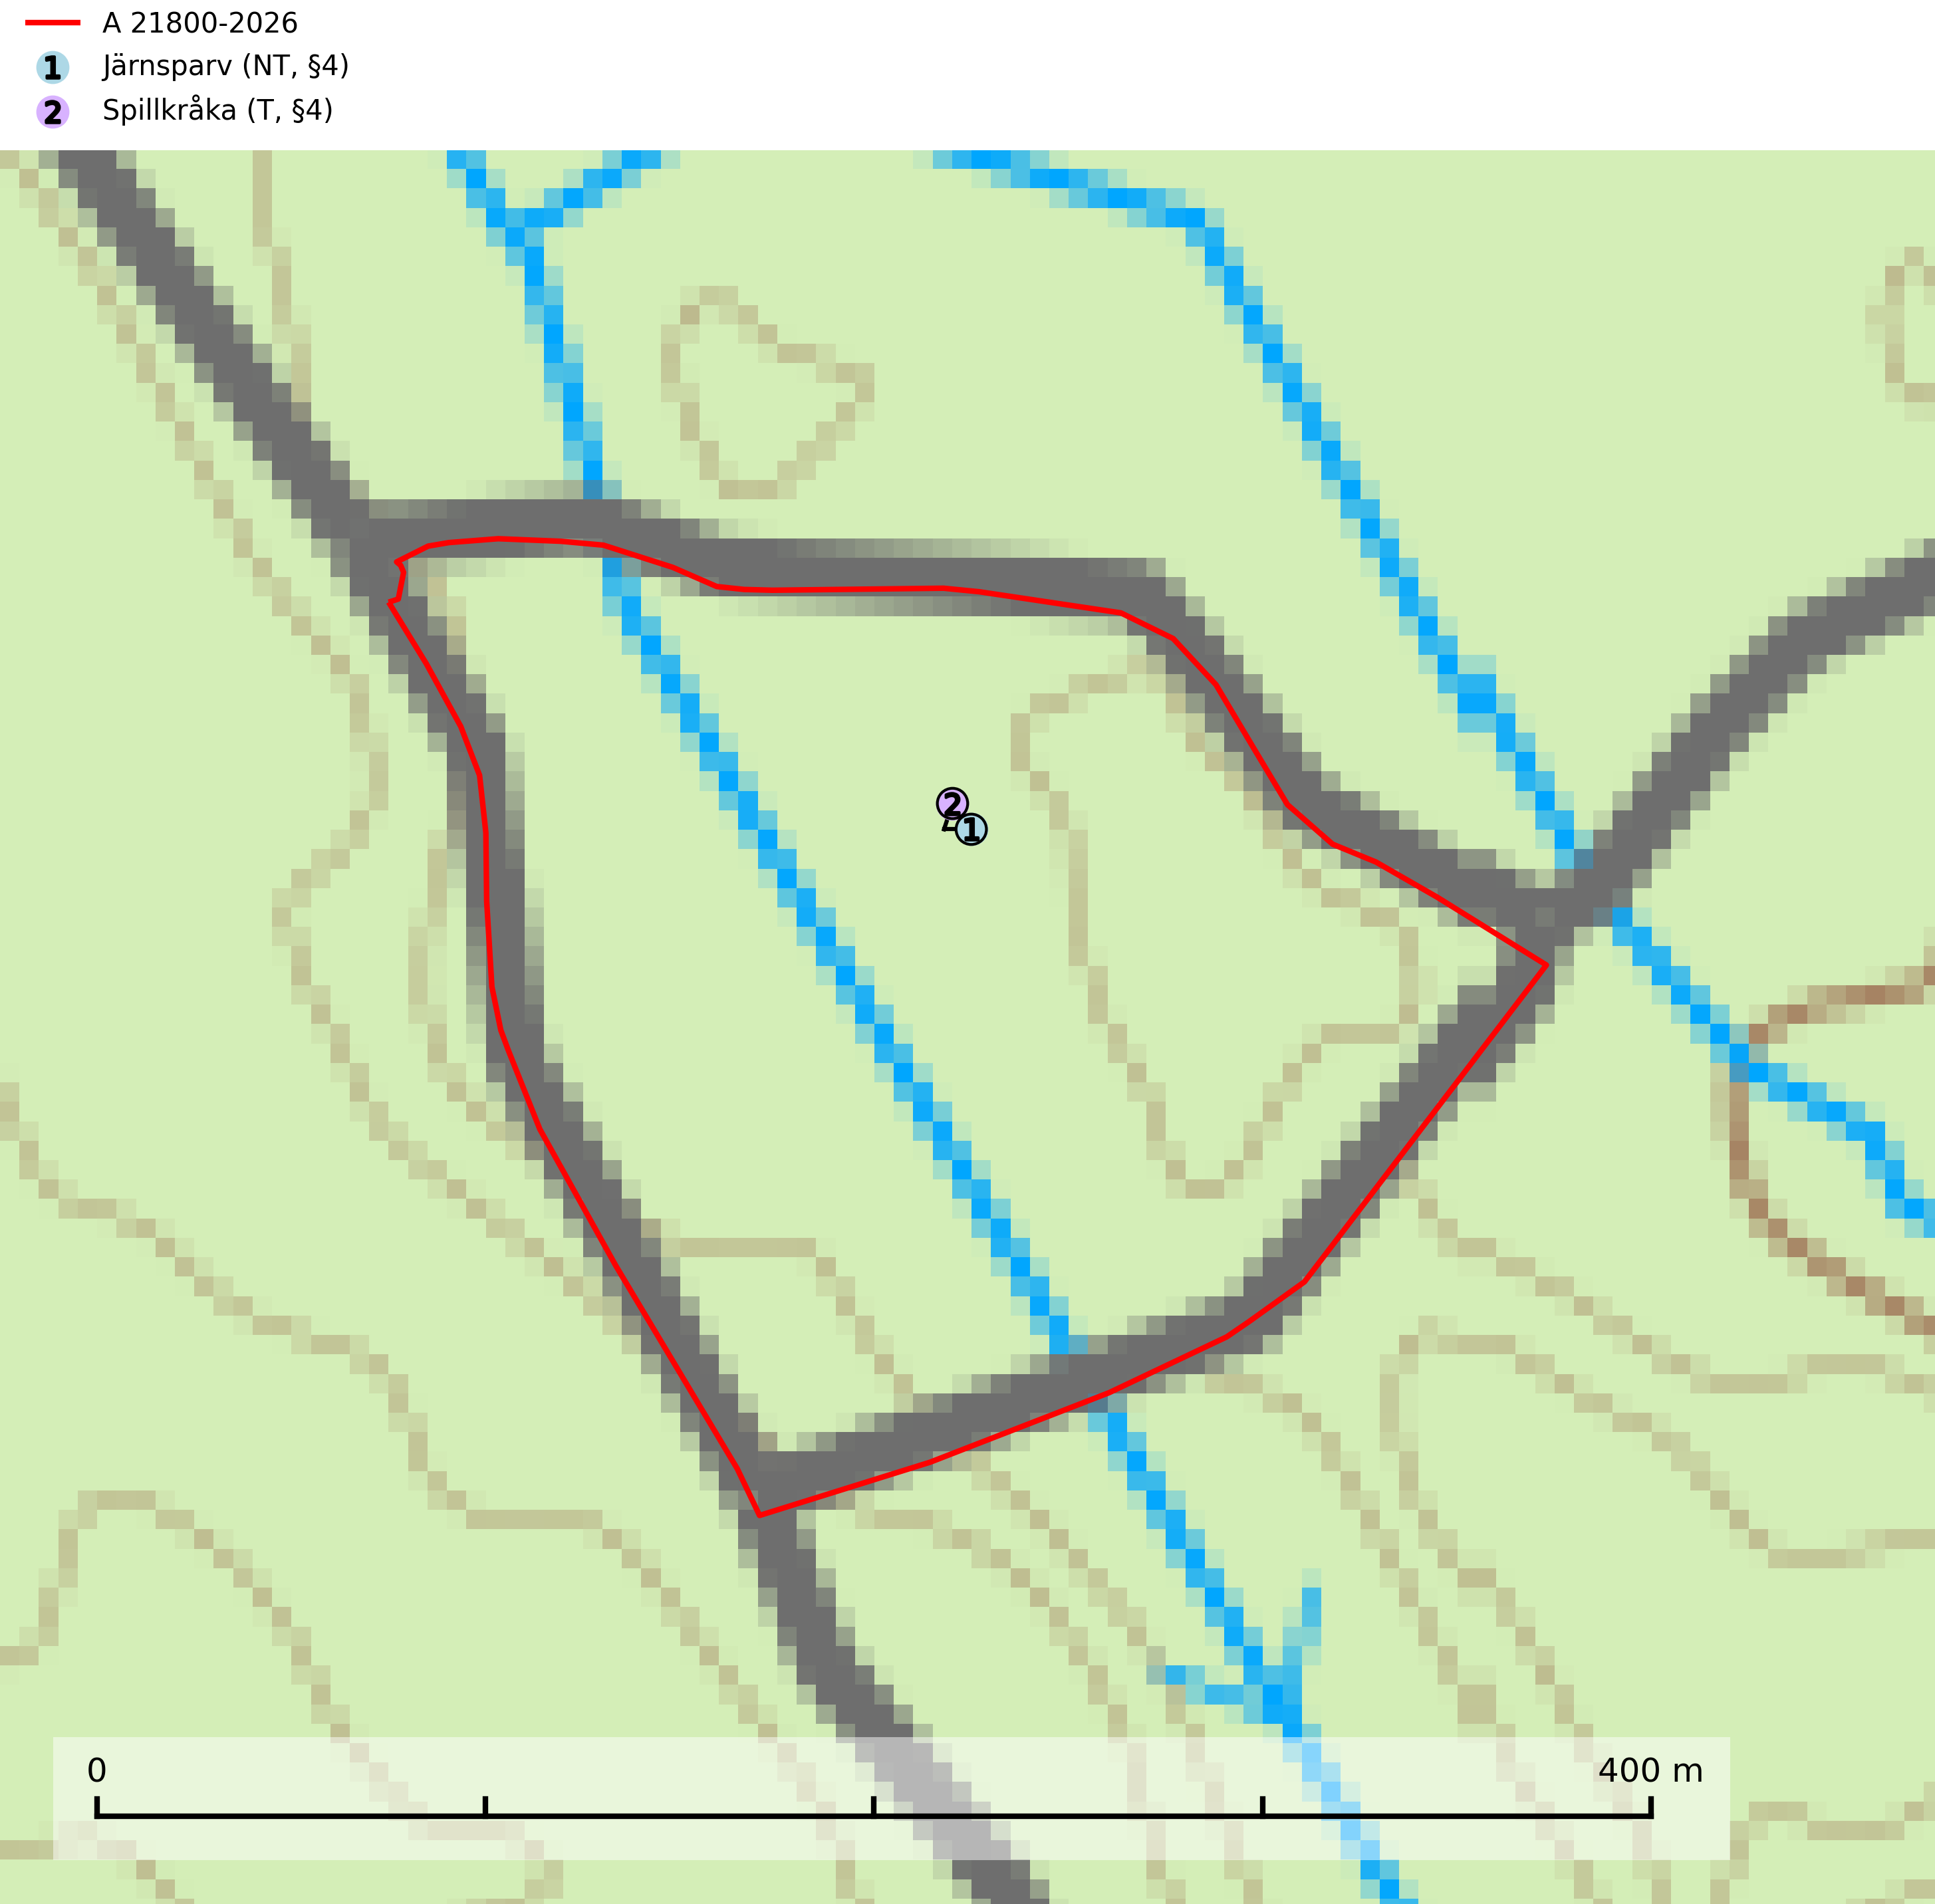 A 21800-2026
1 Järnsparv (NT, §4)
2 Spillkråka (T, §4)
2
1
0 400 m